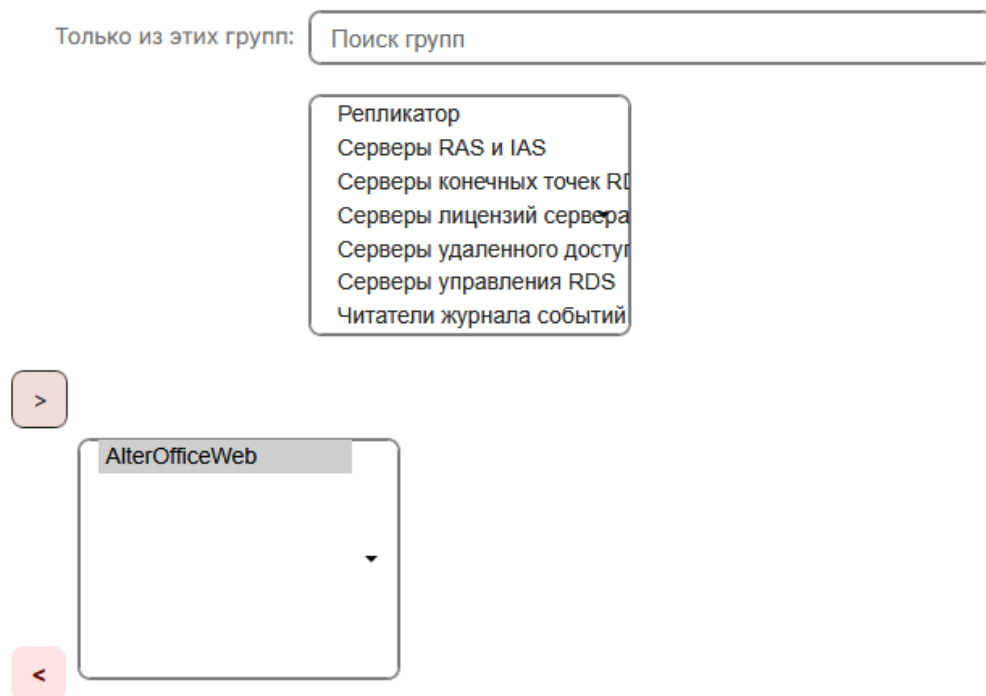 Только из этих групп:
Поиск групп
Репликатор
Серверы RAS и IAS
Серверы конечных точек RD
Серверы лицензий сервера
Серверы удаленного доступ
Серверы управления RDS
Читатели журнала событий
>
AlterOfficeWeb
<